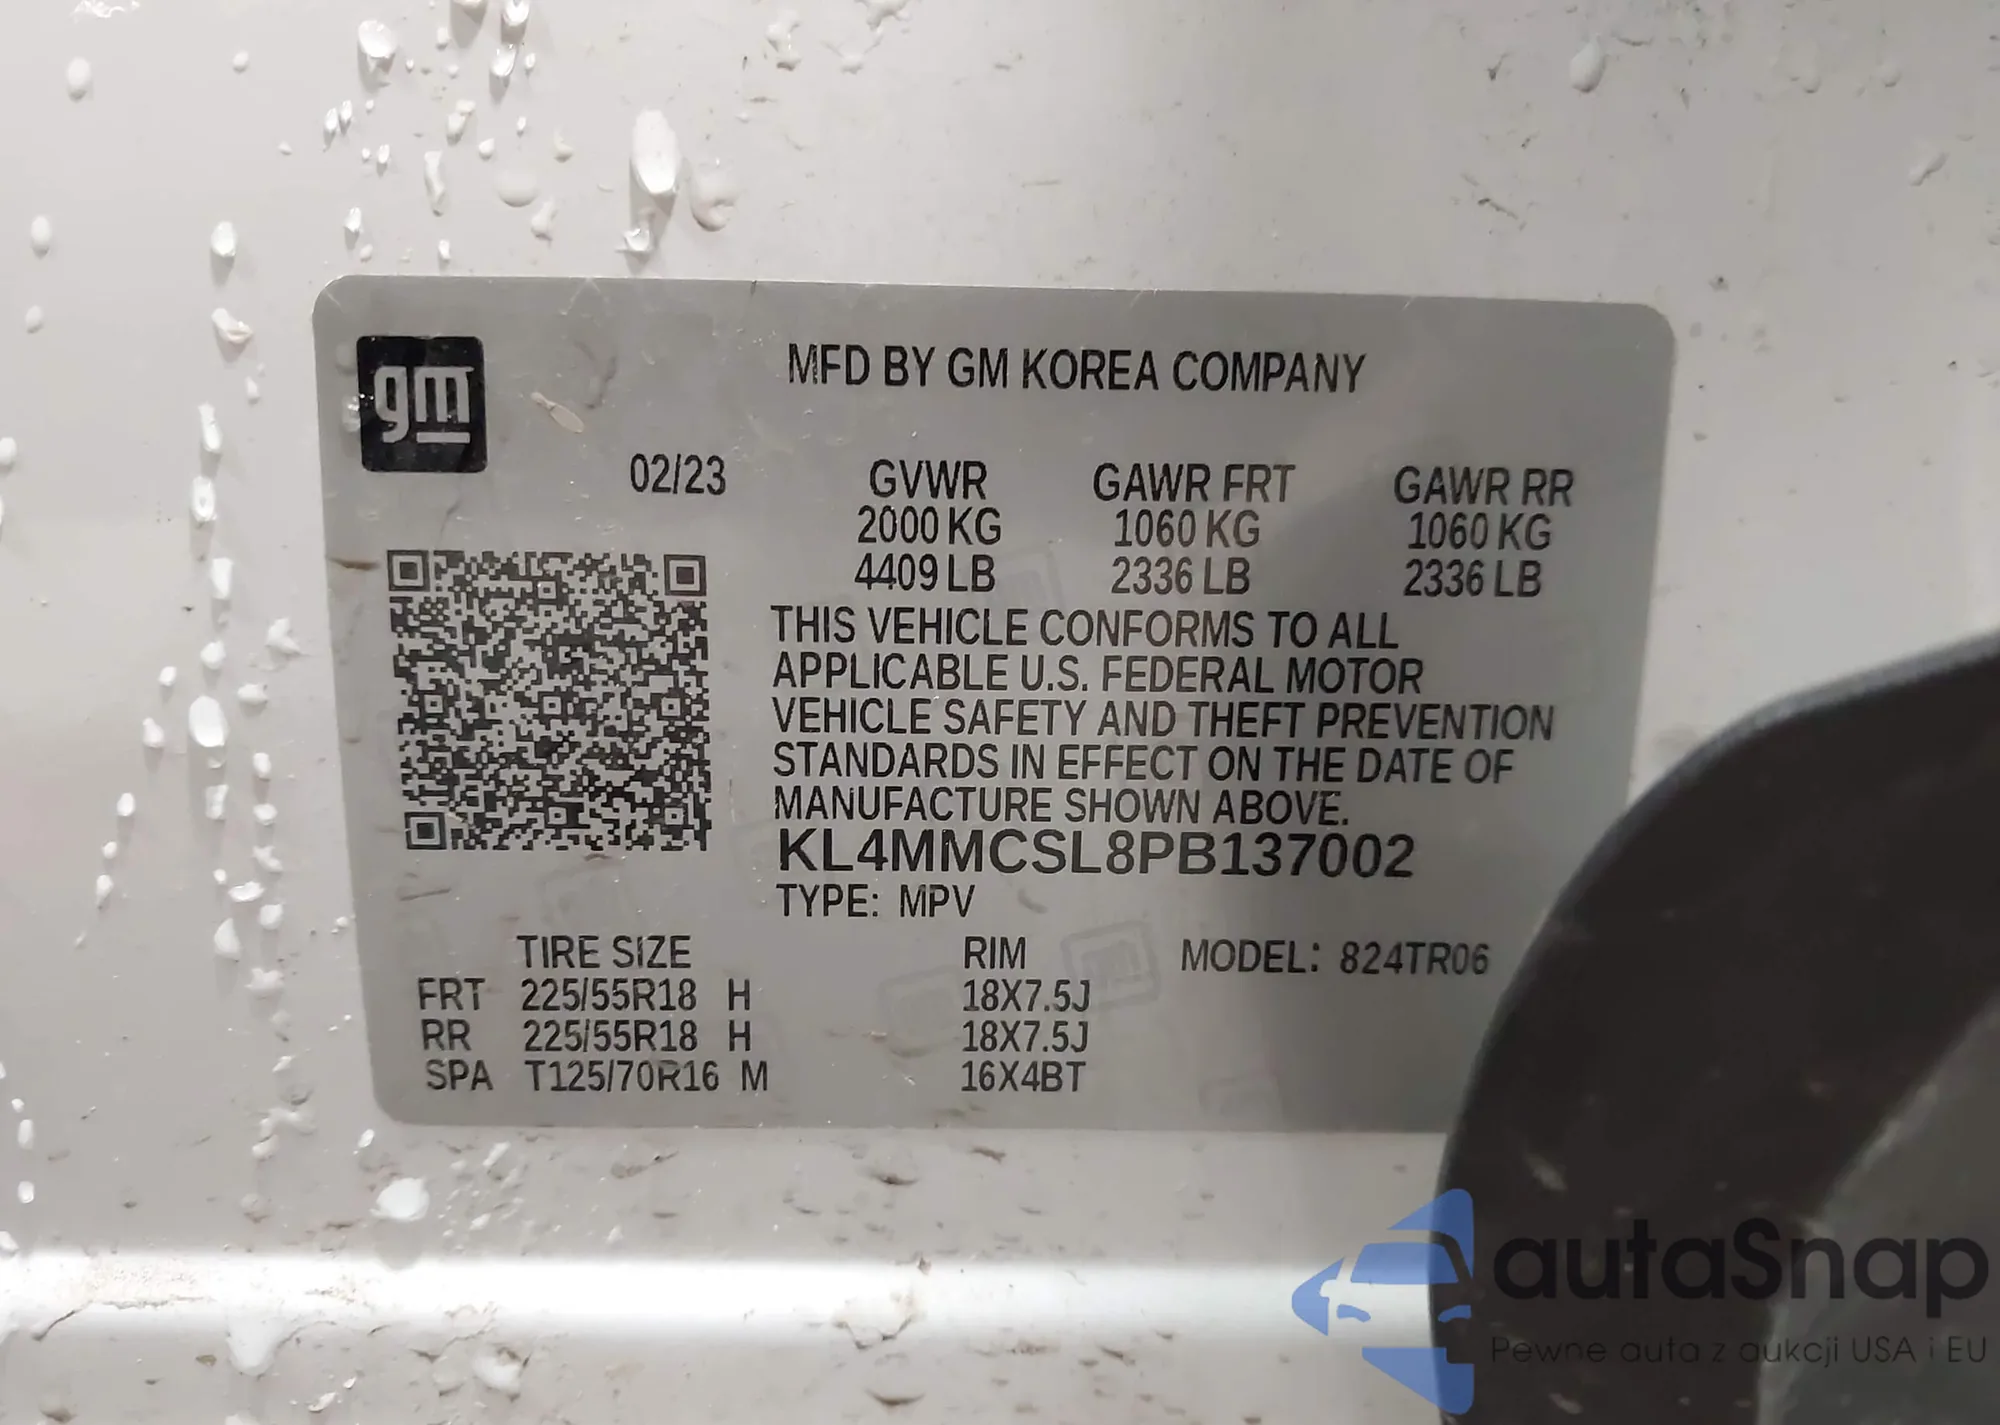 gm
MFD BY GM KOREA COMPANY
02/23 GVWR GAWR FRT GAWR RR
2000 KG 1060 KG 1060 KG
4409 LB 2336 LB 2336 LB
THIS VEHICLE CONFORMS TO ALL
APPLICABLE U.S. FEDERAL MOTOR
VEHICLE SAFETY AND THEFT PREVENTION
STANDARDS IN EFFECT ON THE DATE OF
MANUFACTURE SHOWN ABOVE.
KL4MMCSL8PB137002
TYPE: MPV
TIRE SIZE RIM MODEL: 824TR06
FRT 225/55R18 H 18X7.5J
RR 225/55R18 H 18X7.5J
SPA T125/70R16 M 16X4BT
autaSnap
Pewne auta z aukcji USA i EU